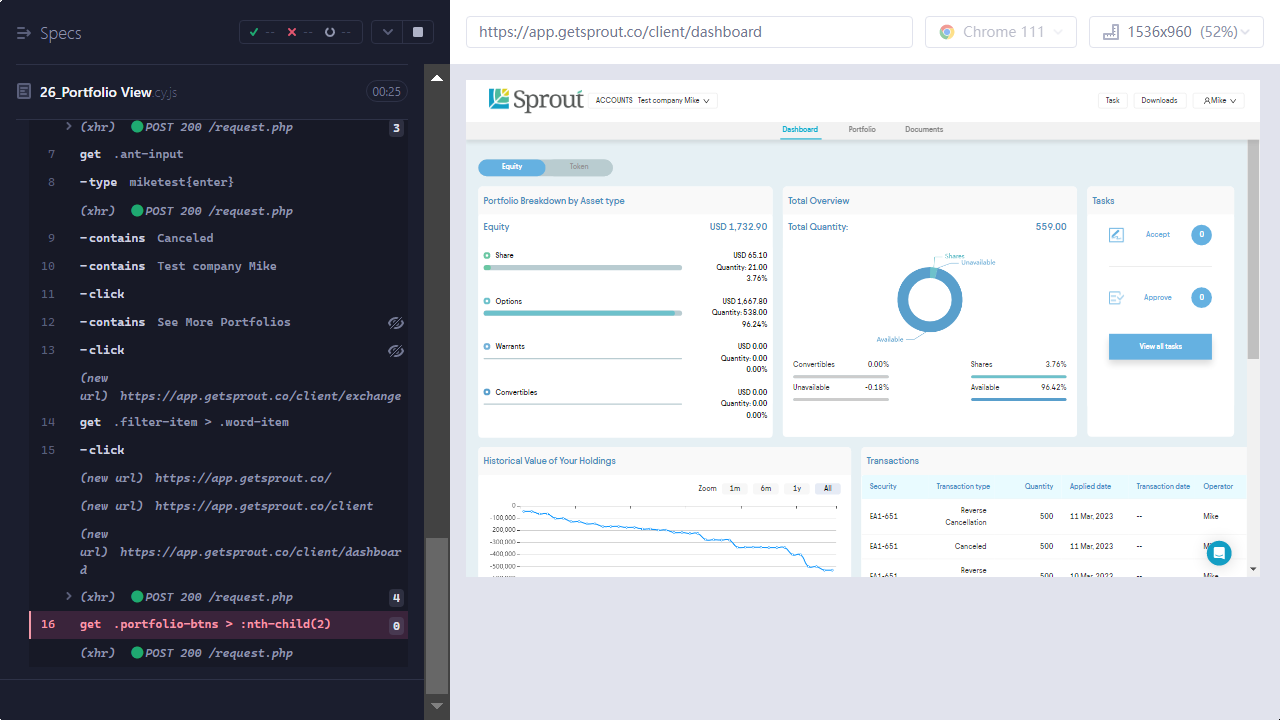 Specs
-- -- --
https://app.getsprout.co/client/dashboard
Chrome 111
1536x960 (52%)
26_Portfolio View.cy.js
00:25
(xhr) POST 200 /request.php 3
7 get .ant-input
8 -type miketest{enter}
(xhr) POST 200 /request.php
9 -contains Canceled
10 -contains Test company Mike
11 -click
12 -contains See More Portfolios
13 -click
(new
url) https://app.getsprout.co/client/exchange
14 get .filter-item > .word-item
15 -click
(new url) https://app.getsprout.co/
(new url) https://app.getsprout.co/client
(new
url) https://app.getsprout.co/client/dashboar
d
(xhr) POST 200 /request.php 4
16 get .portfolio-btns > :nth-child(2) 0
(xhr) POST 200 /request.php
Sprout
ACCOUNTS Test company Mike
Task
Downloads
Mike
Dashboard
Portfolio
Documents
Equity
Token
Portfolio Breakdown by Asset type
Equity USD 1,732.90
Share USD 65.10
Quantity: 21.00
3.76%
Options USD 1,667.80
Quantity: 538.00
96.24%
Warrants USD 0.00
Quantity: 0.00
0.00%
Convertibles USD 0.00
Quantity: 0.00
0.00%
Total Overview
Total Quantity: 559.00
Shares
Unavailable
Available
Convertibles 0.00%
Shares 3.76%
Unavailable -0.18%
Available 96.42%
Tasks
Accept 0
Approve 0
View all tasks
Historical Value of Your Holdings
Zoom 1m 6m 1y All
0
-100,000
200,000
-300,000
-400,000
-500,000
Transactions
Security Transaction type Quantity Applied date Transaction date Operator
EA1-651 Reverse Cancellation 500 11 Mar, 2023 -- Mike
EA1-651 Canceled 500 11 Mar, 2023 -- Mike
EA1-651 Reverse 500 10 Mar, 2023 -- Mike